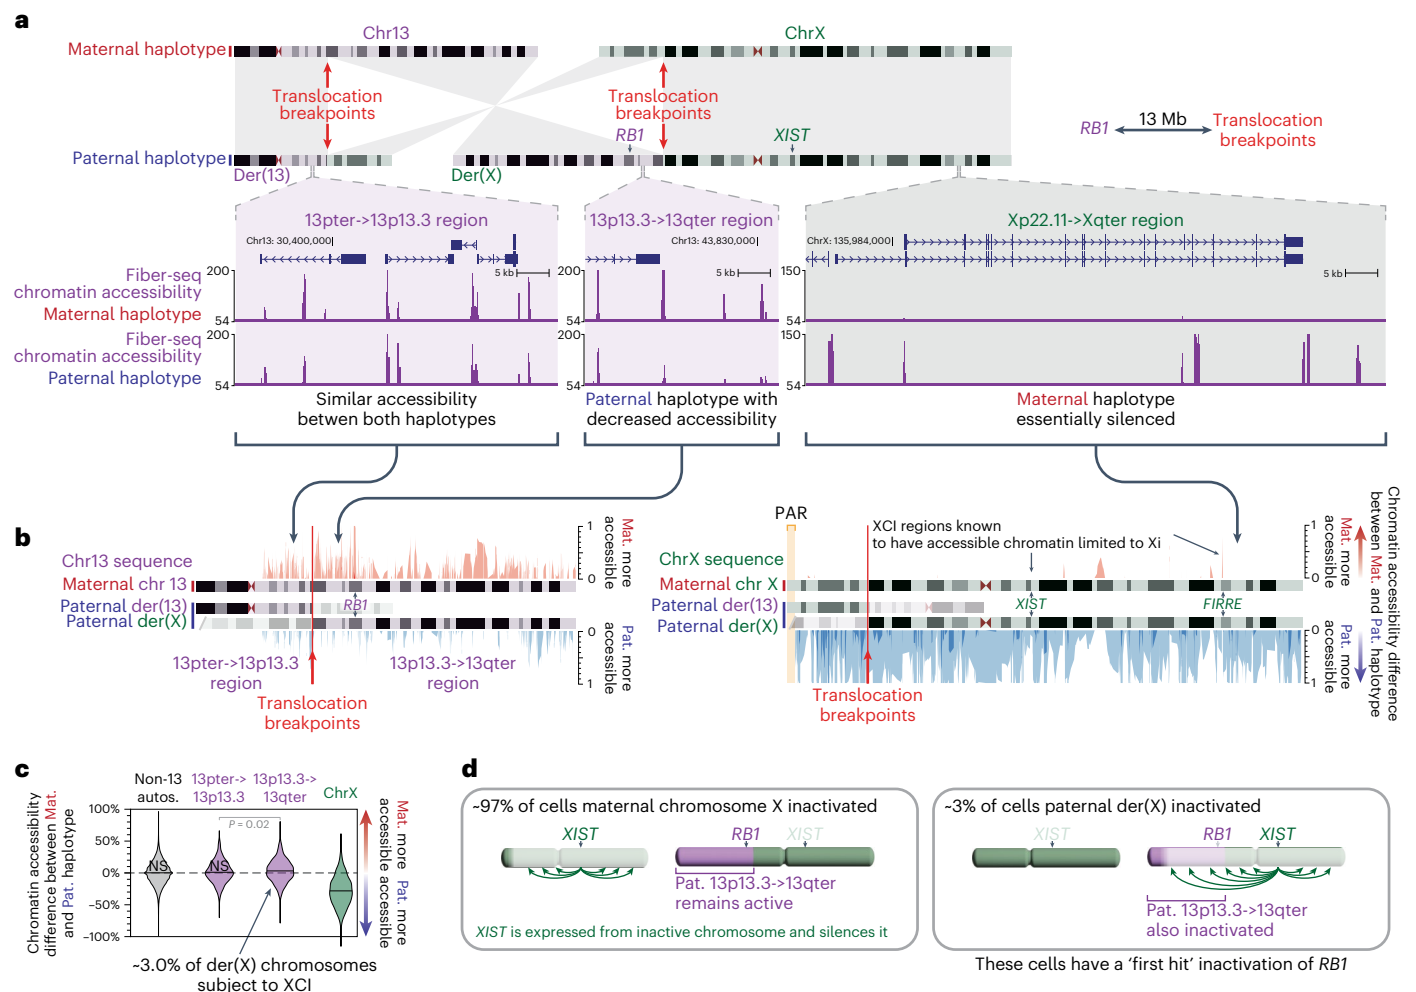 a
Chr13
ChrX
Maternal haplotype
Translocation
breakpoints
Translocation
breakpoints
RB1
XIST
RB1
13 Mb
Translocation
breakpoints
Paternal haplotype
Der(13)
Der(X)
13pter->13p13.3 region
13p13.3->13qter region
Xp22.11->Xqter region
Chr13: 30,400,000
Chr13: 43,830,000
ChrX: 135,984,000
5 kb
5 kb
5 kb
Fiber-seq
chromatin accessibility
Maternal haplotype
200
54
200
54
150
54
Fiber-seq
chromatin accessibility
Paternal haplotype
200
54
200
54
150
54
Similar accessibility
betwen both haplotypes
Paternal haplotype with
decreased accessibility
Maternal haplotype
essentially silenced
b
Chr13 sequence
Maternal chr 13
Paternal der(13)
Paternal der(X)
RB1
1
0
0
1
Mat. more
accessible
Pat. more
accessible
13pter->13p13.3
region
13p13.3->13qter
region
Translocation
breakpoints
PAR
XCI regions known
to have accessible chromatin limited to Xi
ChrX sequence
Maternal chr X
Paternal der(13)
Paternal der(X)
XIST
FIRRE
1
0
0
1
Mat. more
accessible
Pat. more
accessible
Chromatin accessibility difference
between Mat. and Pat. haplotype
Translocation
breakpoints
c
Chromatin accessibility
difference between Mat.
and Pat. haplotype
Non-13
autos.
13pter->
13p13.3
13p13.3->
13qter
ChrX
100%
50%
0%
−50%
−100%
P = 0.02
NS
NS
Mat. more
accessible
Pat. more
accessible
~3.0% of der(X) chromosomes
subject to XCI
d
~97% of cells maternal chromosome X inactivated
XIST
RB1
XIST
Pat. 13p13.3->13qter
remains active
XIST is expressed from inactive chromosome and silences it
~3% of cells paternal der(X) inactivated
XIST
RB1
XIST
Pat. 13p13.3->13qter
also inactivated
These cells have a ‘first hit’ inactivation of RB1